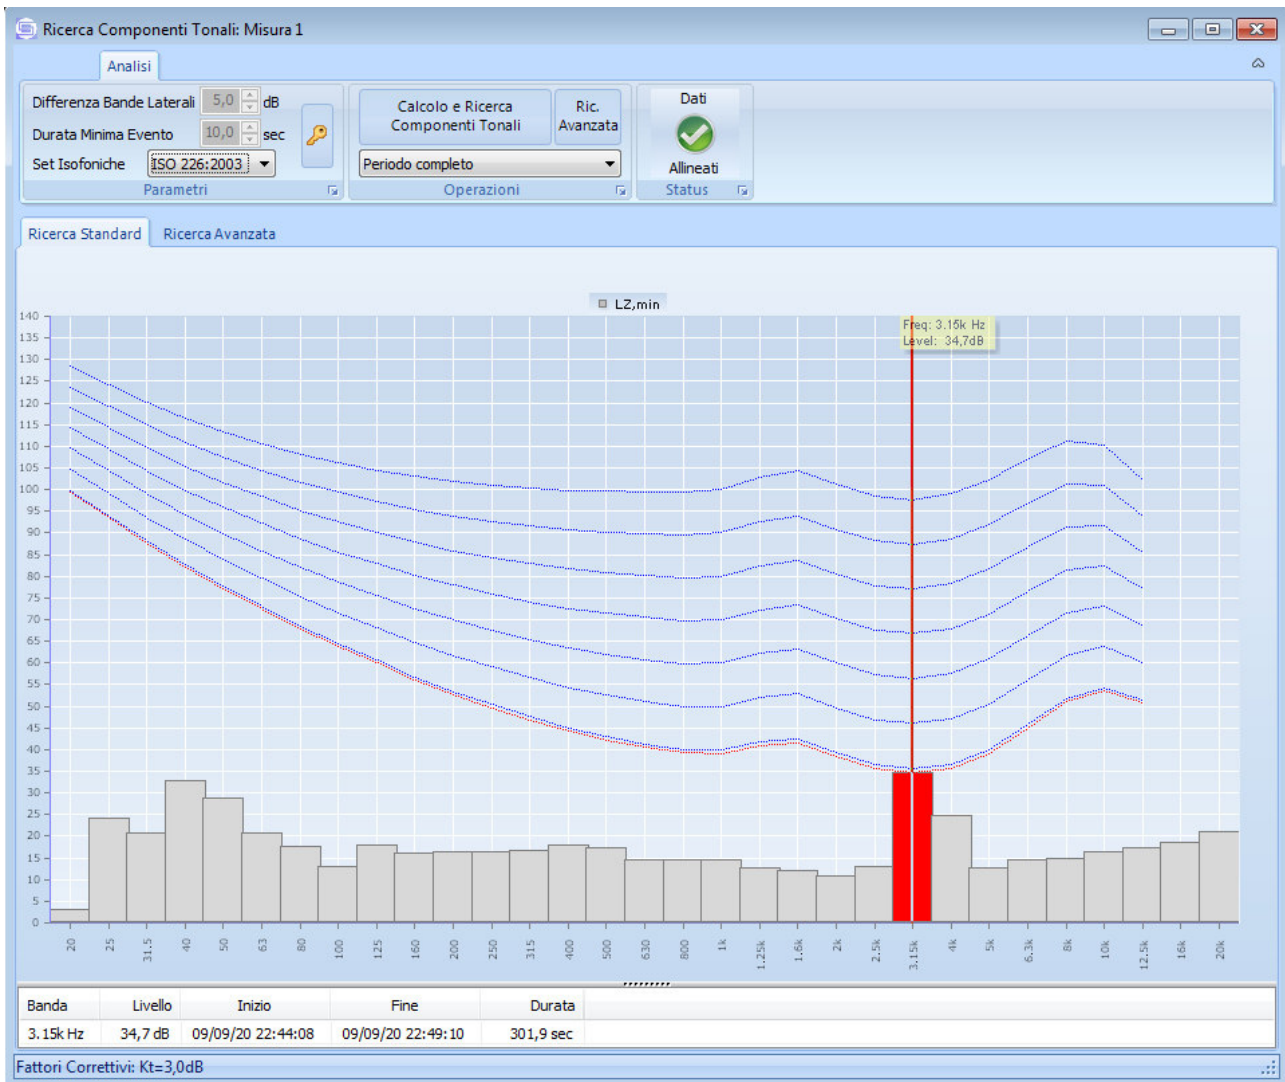 Ricerca Componenti Tonali: Misura 1
Analisi
Differenza Bande Laterali 5,0 dB
Durata Minima Evento 10,0 sec
Set Isofoniche ISO 226:2003
Parametri
Calcolo e Ricerca
Componenti Tonali
Ric.
Avanzata
Periodo completo
Operazioni
Dati
Allineati
Status
Ricerca Standard Ricerca Avanzata
LZ,min
Freq: 3.15k Hz
Level: 34,7dB
140
135
130
125
120
115
110
105
100
95
90
85
80
75
70
65
60
55
50
45
40
35
30
25
20
15
10
5
0
20 25 31.5 40 50 63 80 100 125 160 200 250 315 400 500 630 800 1k 1.25k 1.6k 2k 2.5k 3.15k 4k 5k 6.3k 8k 10k 12.5k 16k 20k
Banda Livello Inizio Fine Durata
3.15k Hz 34,7 dB 09/09/20 22:44:08 09/09/20 22:49:10 301,9 sec
Fattori Correttivi: Kt=3,0dB